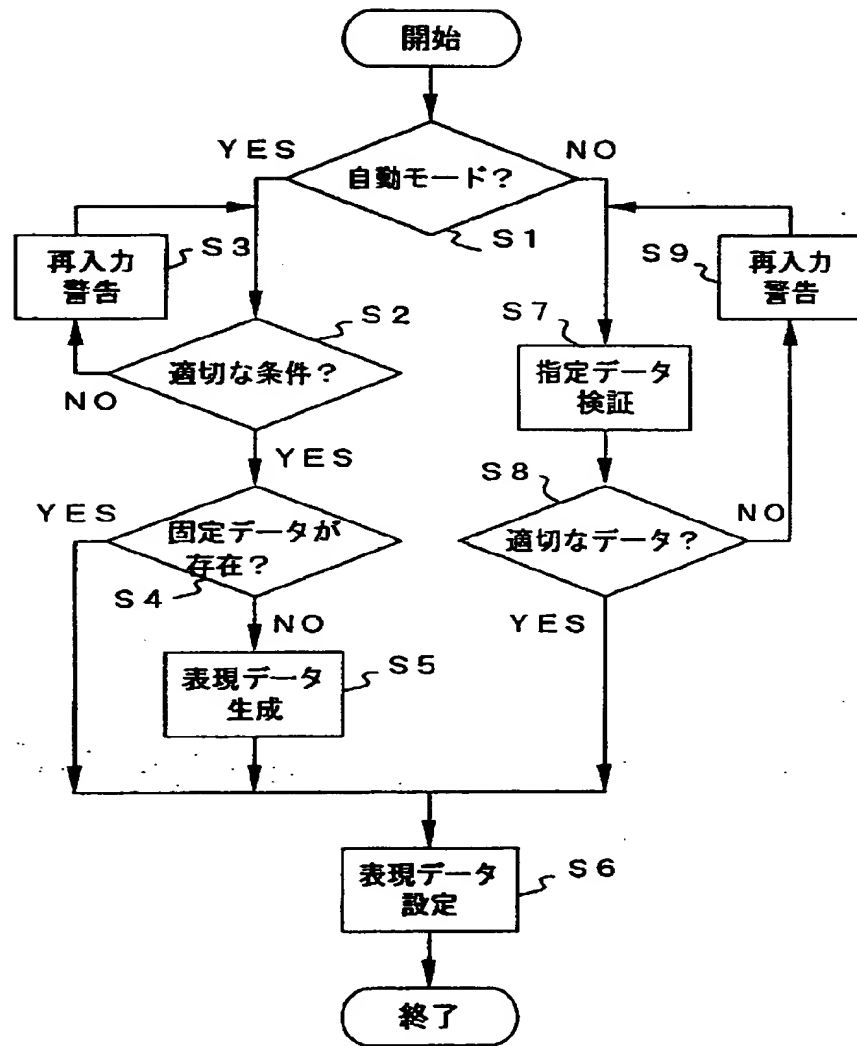 開始
YES
NO
自動モード?
S1
S3
再入力
警告
S9
再入力
警告
S2
S7
適切な条件?
NO
指定データ
検証
YES
S8
YES
固定データが
存在?
適切なデータ?
NO
S4
NO
YES
表現データ
生成
S5
表現データ
設定
S6
終了